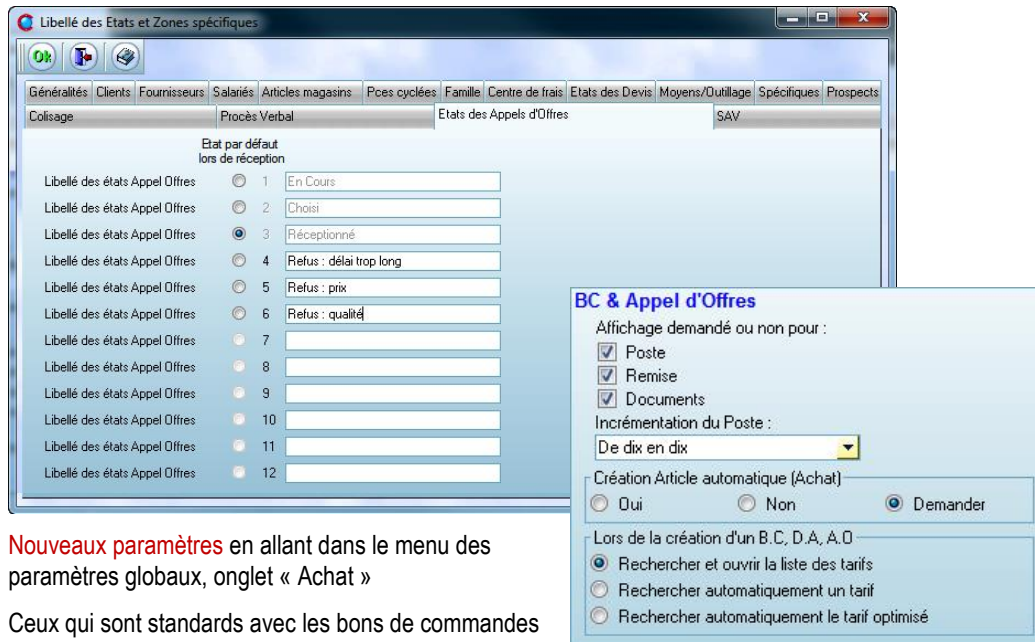 Libellé des Etats et Zones spécifiques
Ok
Généralités Clients Fournisseurs Salariés Articles magasins Pces cyclées Famille Centre de frais Etats des Devis Moyens/Outillage Spécifiques Prospects
Colisage Procès Verbal Etats des Appels d'Offres SAV
Etat par défaut
lors de réception
Libellé des états Appel Offres 1 En Cours
Libellé des états Appel Offres 2 Choisi
Libellé des états Appel Offres 3 Réceptionné
Libellé des états Appel Offres 4 Refus : délai trop long
Libellé des états Appel Offres 5 Refus : prix
Libellé des états Appel Offres 6 Refus : qualité
Libellé des états Appel Offres 7
Libellé des états Appel Offres 8
Libellé des états Appel Offres 9
Libellé des états Appel Offres 10
Libellé des états Appel Offres 11
Libellé des états Appel Offres 12
BC & Appel d'Offres
Affichage demandé ou non pour :
Poste
Remise
Documents
Incrémentation du Poste :
De dix en dix
Création Article automatique (Achat)
Oui Non Demander
Lors de la création d'un B.C, D.A, A.O
Rechercher et ouvrir la liste des tarifs
Rechercher automatiquement un tarif
Rechercher automatiquement le tarif optimisé
Nouveaux paramètres en allant dans le menu des
paramètres globaux, onglet « Achat »
Ceux qui sont standards avec les bons de commandes